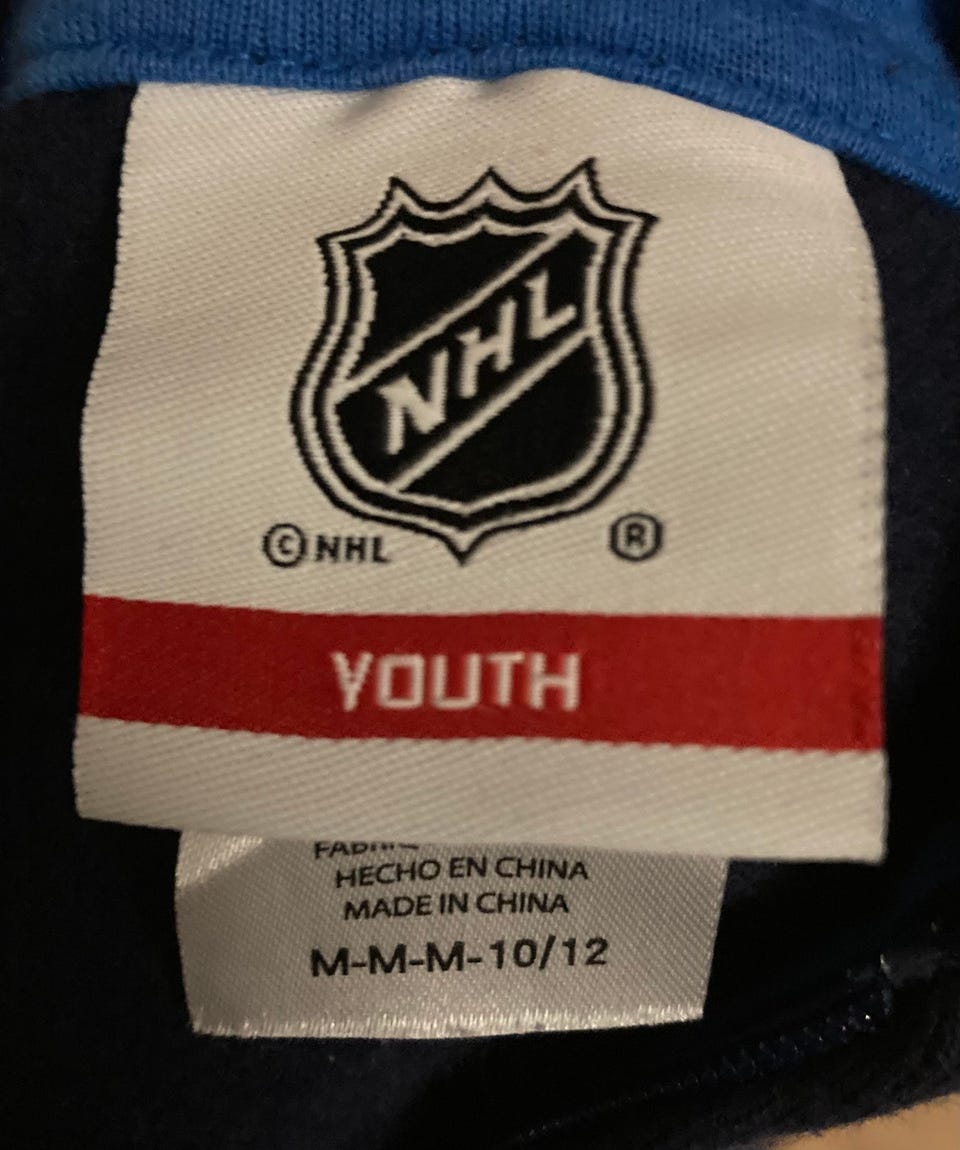 NHL
© NHL ®
YOUTH
HECHO EN CHINA
MADE IN CHINA
M-M-M-10/12